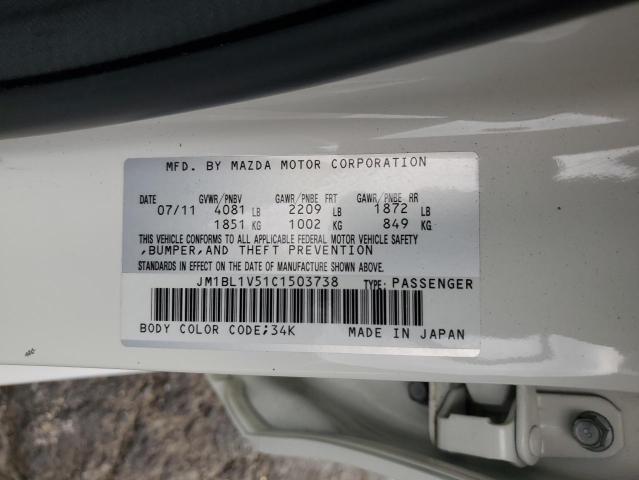 MFD. BY MAZDA MOTOR CORPORATION
DATE GVWR/PNBV GAWR/PNBE FRT GAWR/PNBE RR
07/11 4081 LB 2209 LB 1872 LB
1851 KG 1002 KG 849 KG
THIS VEHICLE CONFORMS TO ALL APPLICABLE FEDERAL MOTOR VEHICLE SAFETY
,BUMPER,AND THEFT PREVENTION
STANDARDS IN EFFECT ON THE DATE OF MANUFACTURE SHOWN ABOVE.
JM1BL1V51C1503738 TYPE: PASSENGER
BODY COLOR CODE;34K MADE IN JAPAN